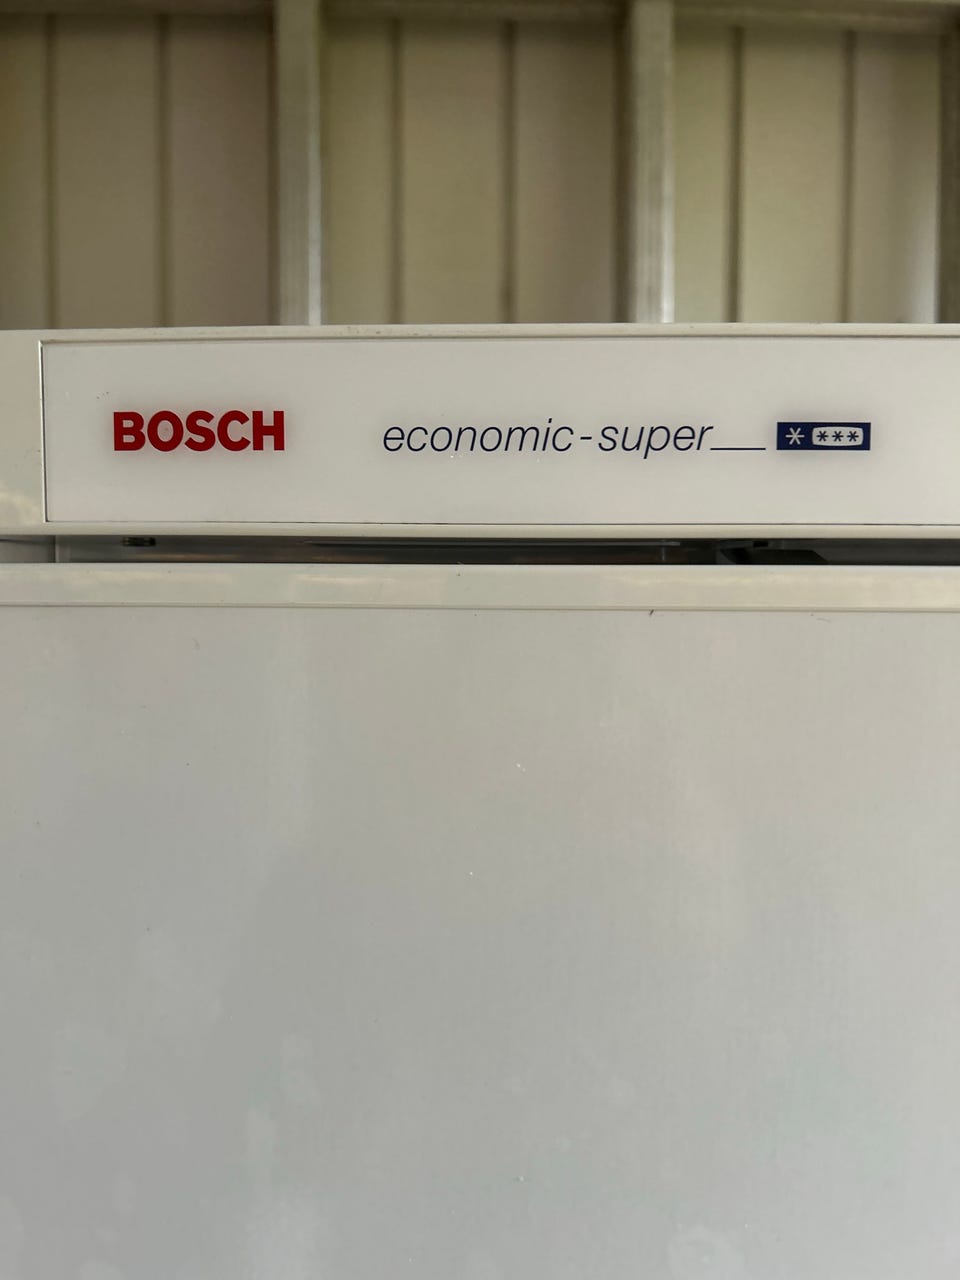 BOSCH economic-super * ***